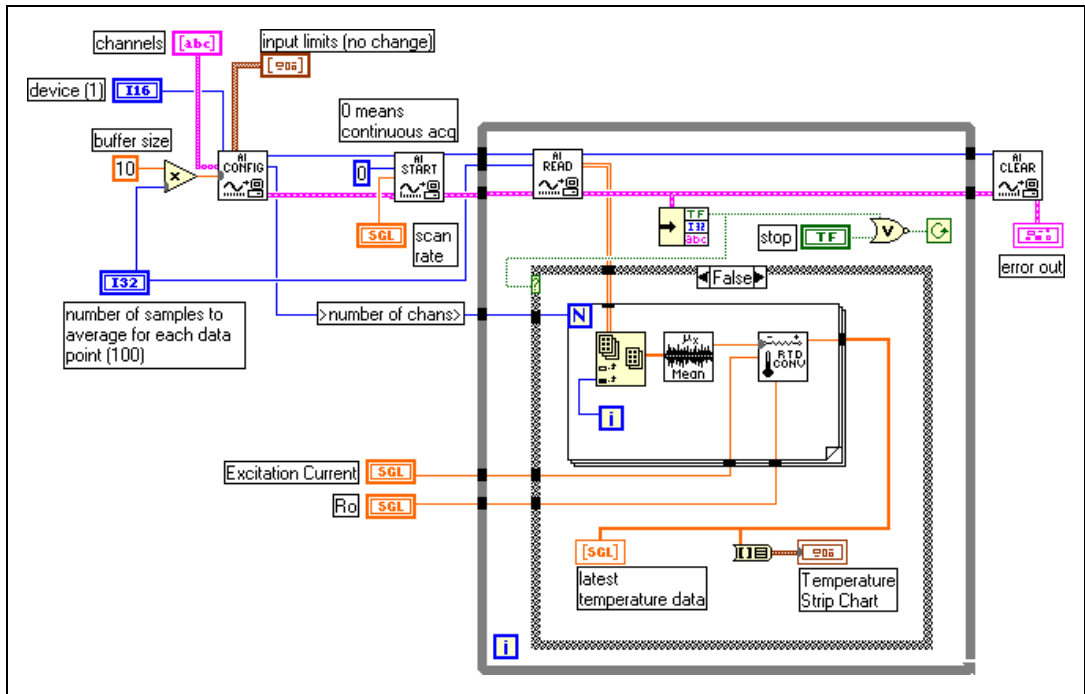 channels
[abc]
input limits (no change)
device (1)
I16
buffer size
10
x
AI
CONFIG
0 means
continuous acq
0
AI
START
SGL
scan
rate
AI
READ
AI
CLEAR
TF
I32
abc
stop
TF
V
error out
I32
number of samples to
average for each data
point (100)
>number of chans>
?
False
N
μx
Mean
- +
RTD
CONV
i
Excitation Current
SGL
Ro
SGL
[SGL]
latest
temperature data
Temperature
Strip Chart
i